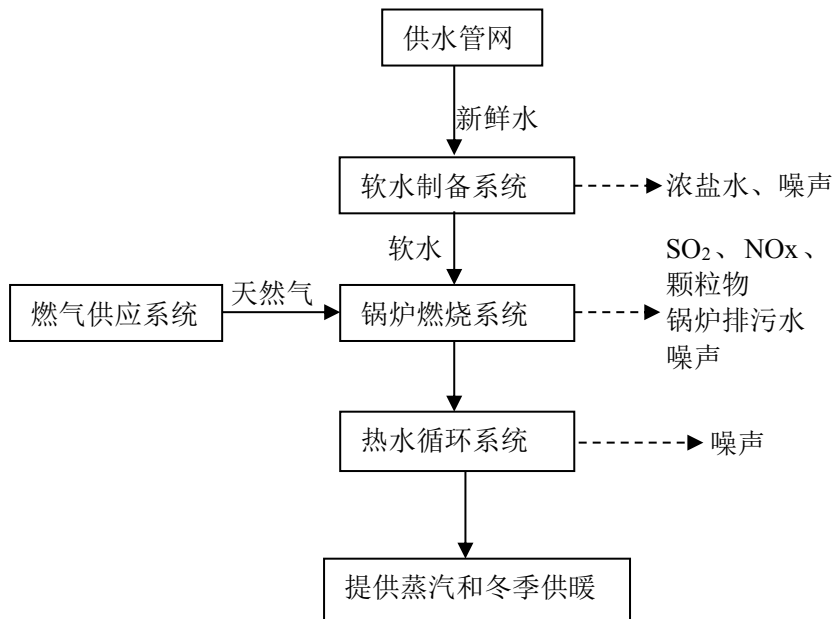 供水管网
新鲜水
软水制备系统
浓盐水、噪声
软水
SO₂、NOx、
颗粒物
锅炉排污水
噪声
燃气供应系统
天然气
锅炉燃烧系统
热水循环系统
噪声
提供蒸汽和冬季供暖